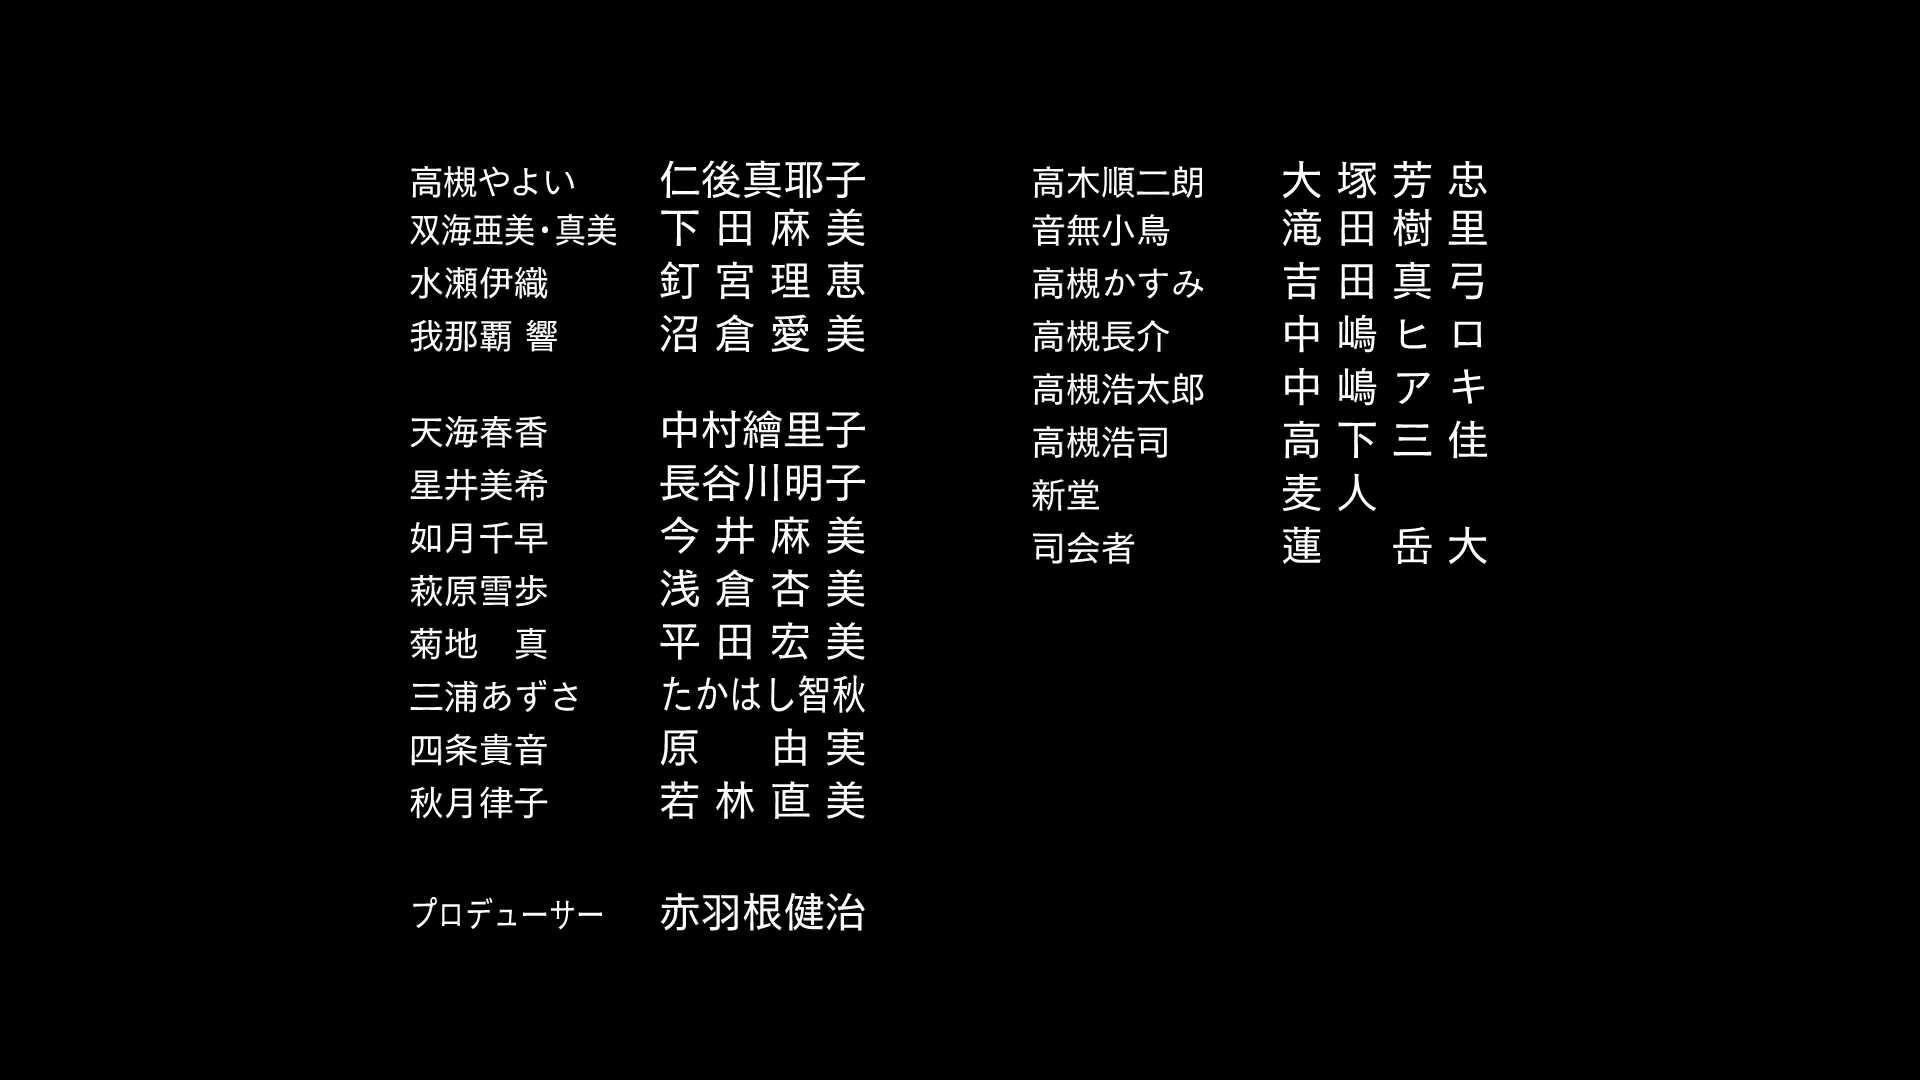 高槻やよい 仁後真耶子
双海亜美・真美 下田麻美
水瀬伊織 釘宮理恵
我那覇 響 沼倉愛美
天海春香 中村繪里子
星井美希 長谷川明子
如月千早 今井麻美
萩原雪歩 浅倉杏美
菊地　真 平田宏美
三浦あずさ たかはし智秋
四条貴音 原　由実
秋月律子 若林直美
プロデューサー 赤羽根健治
高木順二朗 大塚芳忠
音無小鳥 滝田樹里
高槻かすみ 吉田真弓
高槻長介 中嶋ヒロ
高槻浩太郎 中嶋アキ
高槻浩司 高下三佳
新堂 麦人
司会者 蓮　岳大